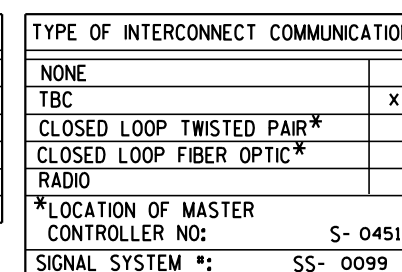 TYPE OF INTERCONNECT COMMUNICATION
NONE
TBC X
CLOSED LOOP TWISTED PAIR*
CLOSED LOOP FIBER OPTIC*
RADIO
*LOCATION OF MASTER
CONTROLLER NO: S- 0451
SIGNAL SYSTEM #: SS- 0099